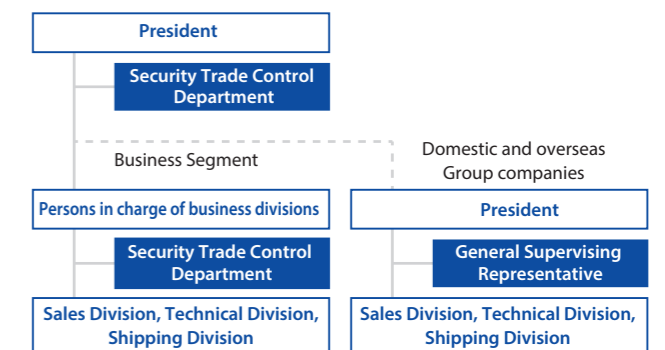 President
Security Trade Control
Department
Business Segment
Domestic and overseas
Group companies
Persons in charge of business divisions
President
Security Trade Control
Department
General Supervising
Representative
Sales Division, Technical Division,
Shipping Division
Sales Division, Technical Division,
Shipping Division